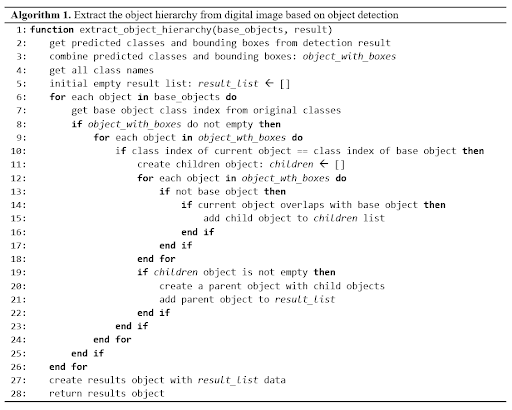 Algorithm 1. Extract the object hierarchy from digital image based on object detection
1: function extract_object_hierarchy(base_objects, result)
2: get predicted classes and bounding boxes from detection result
3: combine predicted classes and bounding boxes: object_with_boxes
4: get all class names
5: initial empty result list: result_list ← []
6: for each object in base_objects do
7: get base object class index from original classes
8: if object_with_boxes do not empty then
9: for each object in object_wth_boxes do
10: if class index of current object == class index of base object then
11: create children object: children ← []
12: for each object in object_wth_boxes do
13: if not base object then
14: if current object overlaps with base object then
15: add child object to children list
16: end if
17: end if
18: end for
19: if children object is not empty then
20: create a parent object with child objects
21: add parent object to result_list
22: end if
23: end if
24: end for
25: end if
26: end for
27: create results object with result_list data
28: return results object